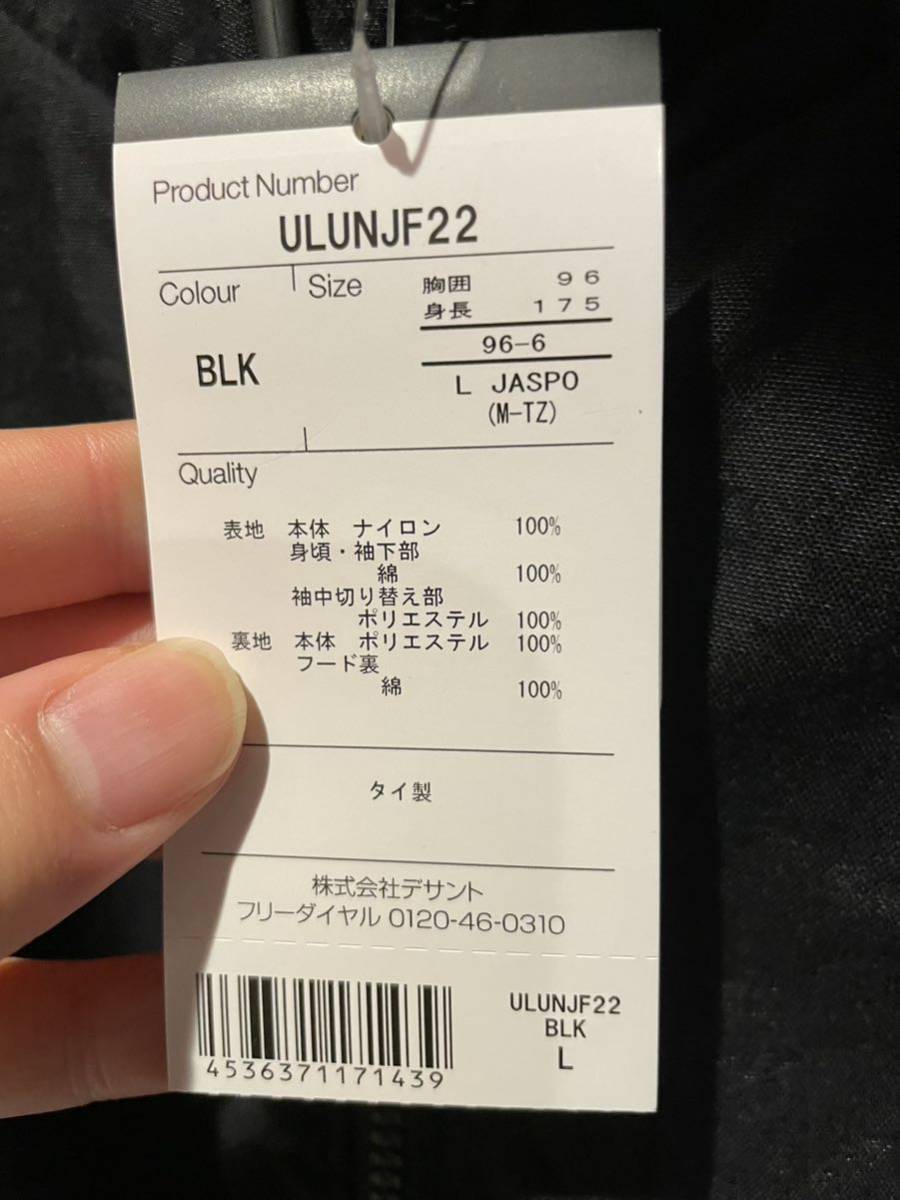 Product Number
ULUNJF22
Colour
Size
胸囲 96
身長 175
96-6
BLK
L JASPO
(M-TZ)
Quality
表地 本体 ナイロン 100%
身頃・袖下部
綿 100%
袖中切り替え部
ポリエステル 100%
裏地 本体 ポリエステル 100%
フード裏
綿 100%
タイ製
株式会社デサント
フリーダイヤル 0120-46-0310
ULUNJF22
BLK
L
4536371171439